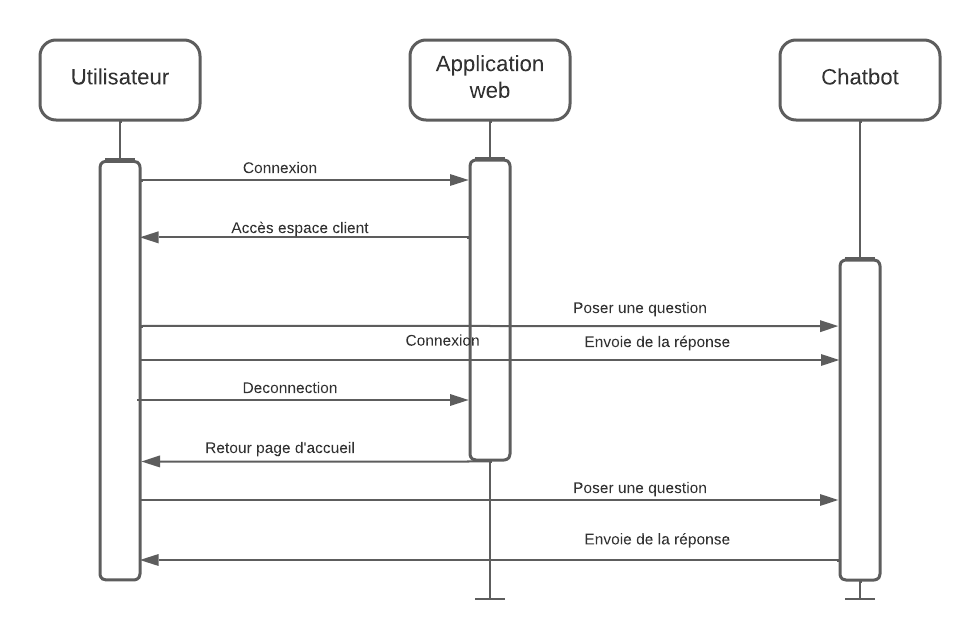 Utilisateur
Application
web
Chatbot
Connexion
Accès espace client
Poser une question
Connexion
Envoie de la réponse
Deconnection
Retour page d'accueil
Poser une question
Envoie de la réponse